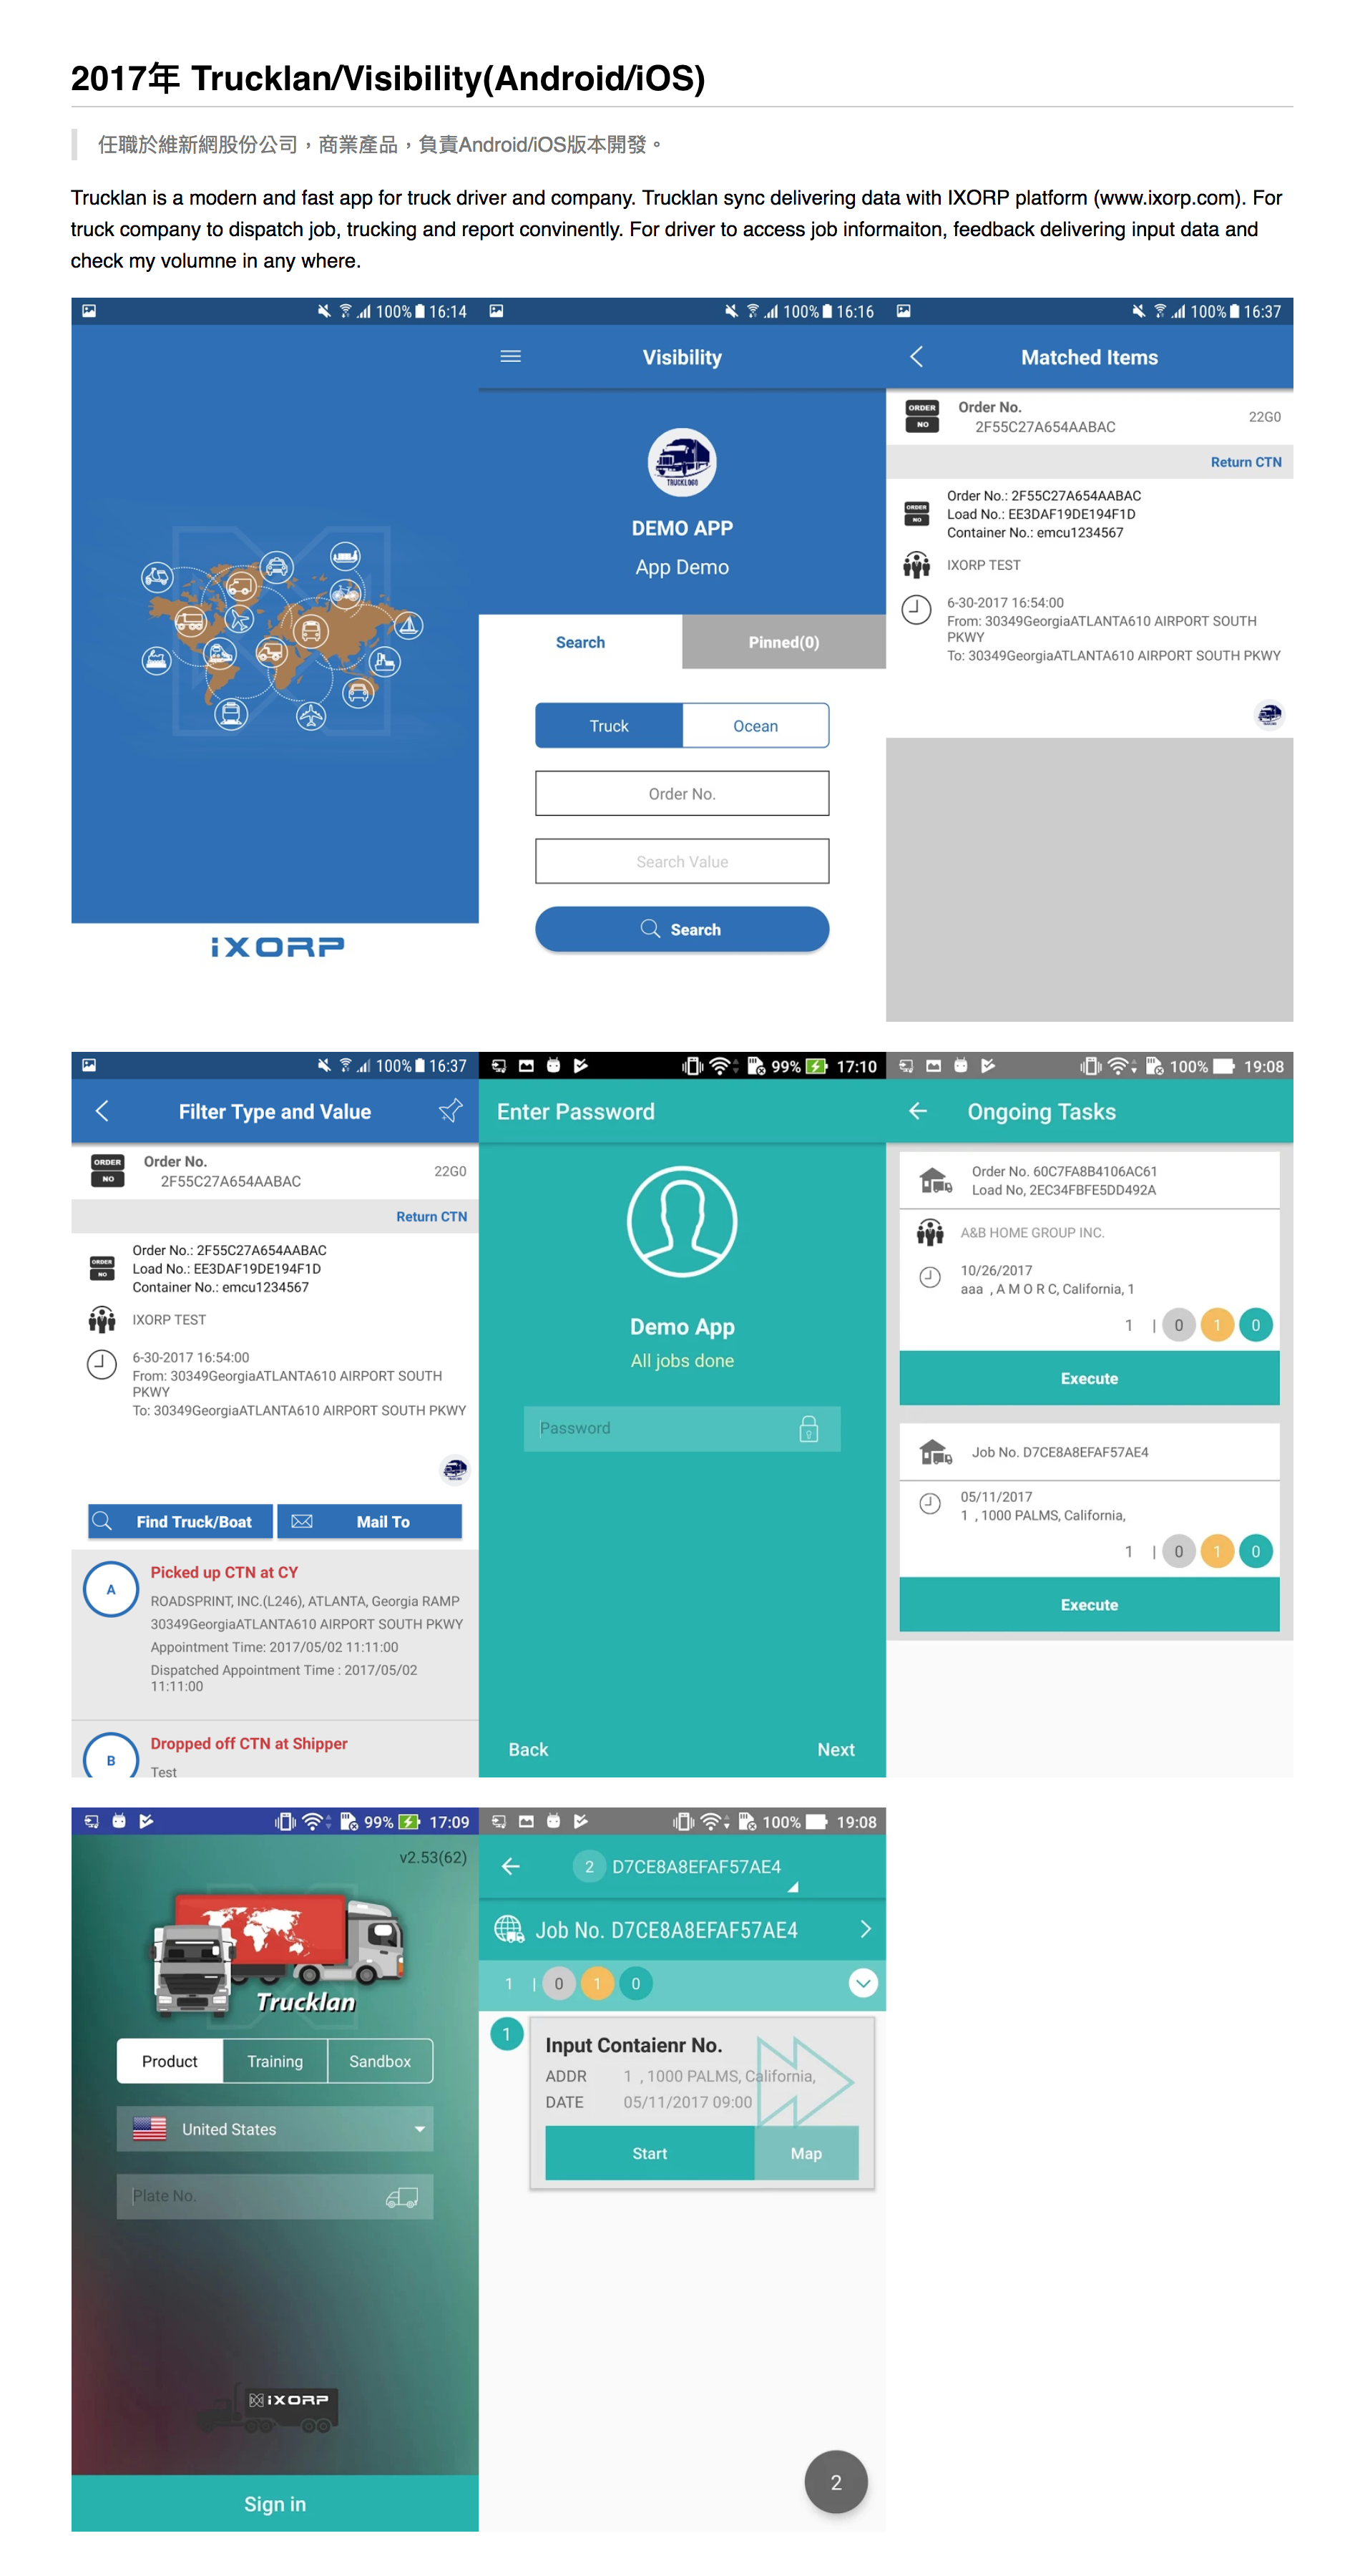 2017年 Trucklan/Visibility(Android/iOS)
任職於維新網股份公司，商業產品，負責Android/iOS版本開發。
Trucklan is a modern and fast app for truck driver and company. Trucklan sync delivering data with IXORP platform (www.ixorp.com). For
truck company to dispatch job, trucking and report convinently. For driver to access job informaiton, feedback delivering input data and
check my volumne in any where.
100% 16:14
iXORP
100% 16:16
Visibility
TRUCKLOGO
DEMO APP
App Demo
Search
Pinned(0)
Truck
Ocean
Order No.
Search Value
Search
100% 16:37
Matched Items
ORDER
NO
Order No.
2F55C27A654AABAC
22G0
Return CTN
ORDER
NO
Order No.: 2F55C27A654AABAC
Load No.: EE3DAF19DE194F1D
Container No.: emcu1234567
IXORP TEST
6-30-2017 16:54:00
From: 30349GeorgiaATLANTA610 AIRPORT SOUTH
PKWY
To: 30349GeorgiaATLANTA610 AIRPORT SOUTH PKWY
100% 16:37
Filter Type and Value
ORDER
NO
Order No.
2F55C27A654AABAC
22G0
Return CTN
ORDER
NO
Order No.: 2F55C27A654AABAC
Load No.: EE3DAF19DE194F1D
Container No.: emcu1234567
IXORP TEST
6-30-2017 16:54:00
From: 30349GeorgiaATLANTA610 AIRPORT SOUTH
PKWY
To: 30349GeorgiaATLANTA610 AIRPORT SOUTH PKWY
Find Truck/Boat
Mail To
A
Picked up CTN at CY
ROADSPRINT, INC.(L246), ATLANTA, Georgia RAMP
30349GeorgiaATLANTA610 AIRPORT SOUTH PKWY
Appointment Time: 2017/05/02 11:11:00
Dispatched Appointment Time : 2017/05/02
11:11:00
B
Dropped off CTN at Shipper
Test
99% 17:10
Enter Password
Demo App
All jobs done
Password
Back
Next
100% 19:08
Ongoing Tasks
Order No. 60C7FA8B4106AC61
Load No, 2EC34FBFE5DD492A
A&B HOME GROUP INC.
10/26/2017
aaa , A M O R C, California, 1
1 | 0 1 0
Execute
Job No. D7CE8A8EFAF57AE4
05/11/2017
1 , 1000 PALMS, California,
1 | 0 1 0
Execute
99% 17:09
v2.53(62)
Trucklan
Product
Training
Sandbox
United States
Plate No.
iXORP
Sign in
100% 19:08
2 D7CE8A8EFAF57AE4
Job No. D7CE8A8EFAF57AE4
1 | 0 1 0
1
Input Contaienr No.
ADDR 1 , 1000 PALMS, California,
DATE 05/11/2017 09:00
Start
Map
2